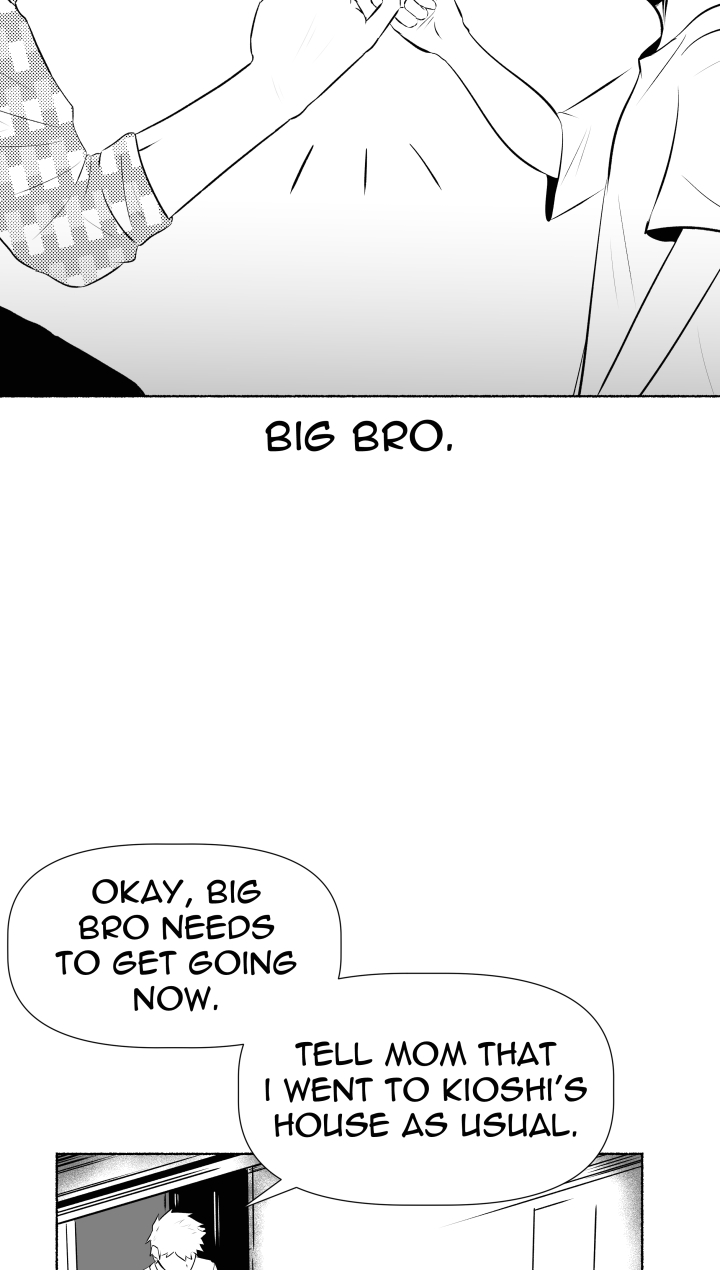 BIG BRO.
OKAY, BIG
BRO NEEDS
TO GET GOING
NOW.
TELL MOM THAT
I WENT TO KIOSHI'S
HOUSE AS USUAL.